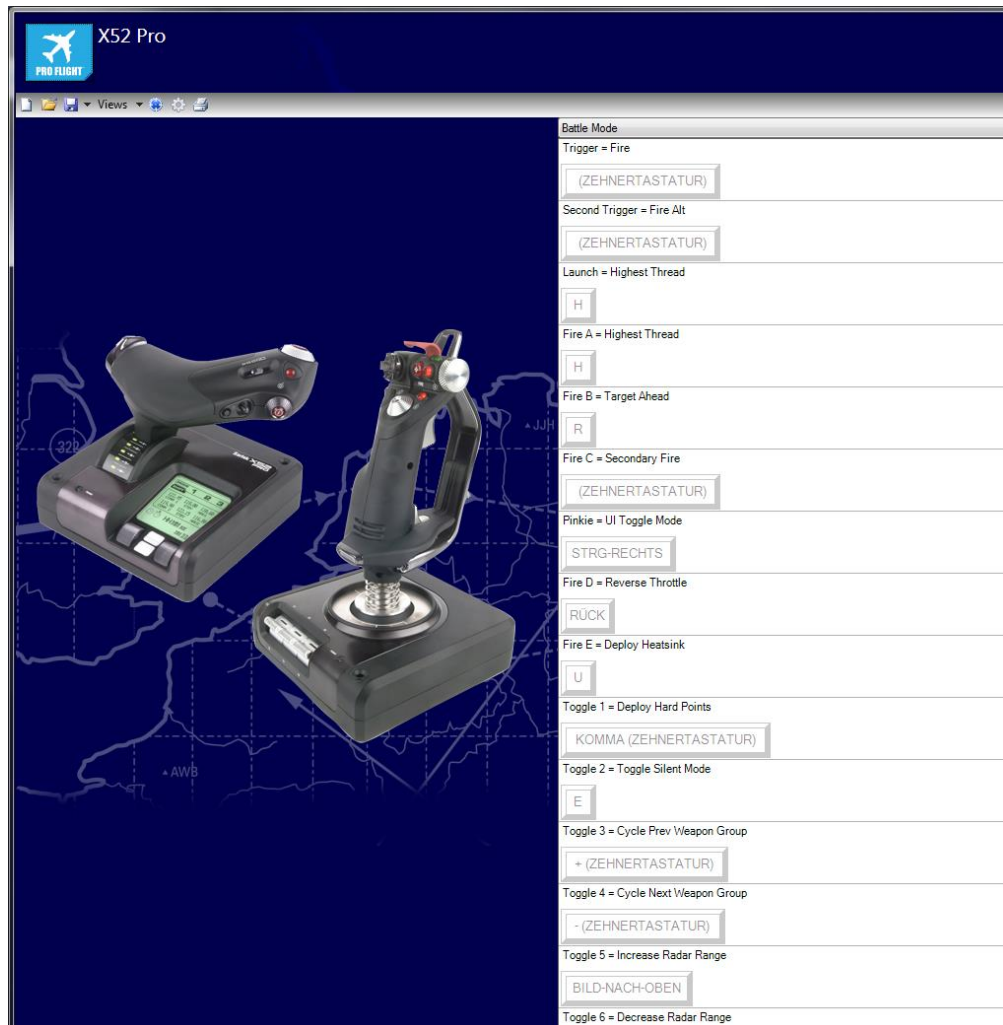 X52 Pro
PRO FLIGHT
Views
Battle Mode
Trigger = Fire
(ZEHNERTASTATUR)
Second Trigger = Fire Alt
(ZEHNERTASTATUR)
Launch = Highest Thread
H
Fire A = Highest Thread
H
Fire B = Target Ahead
R
Fire C = Secondary Fire
(ZEHNERTASTATUR)
Pinkie = UI Toggle Mode
STRG-RECHTS
Fire D = Reverse Throttle
RÜCK
Fire E = Deploy Heatsink
U
Toggle 1 = Deploy Hard Points
KOMMA (ZEHNERTASTATUR)
Toggle 2 = Toggle Silent Mode
E
Toggle 3 = Cycle Prev Weapon Group
+ (ZEHNERTASTATUR)
Toggle 4 = Cycle Next Weapon Group
- (ZEHNERTASTATUR)
Toggle 5 = Increase Radar Range
BILD-NACH-OBEN
Toggle 6 = Decrease Radar Range
322
JJH
AWB